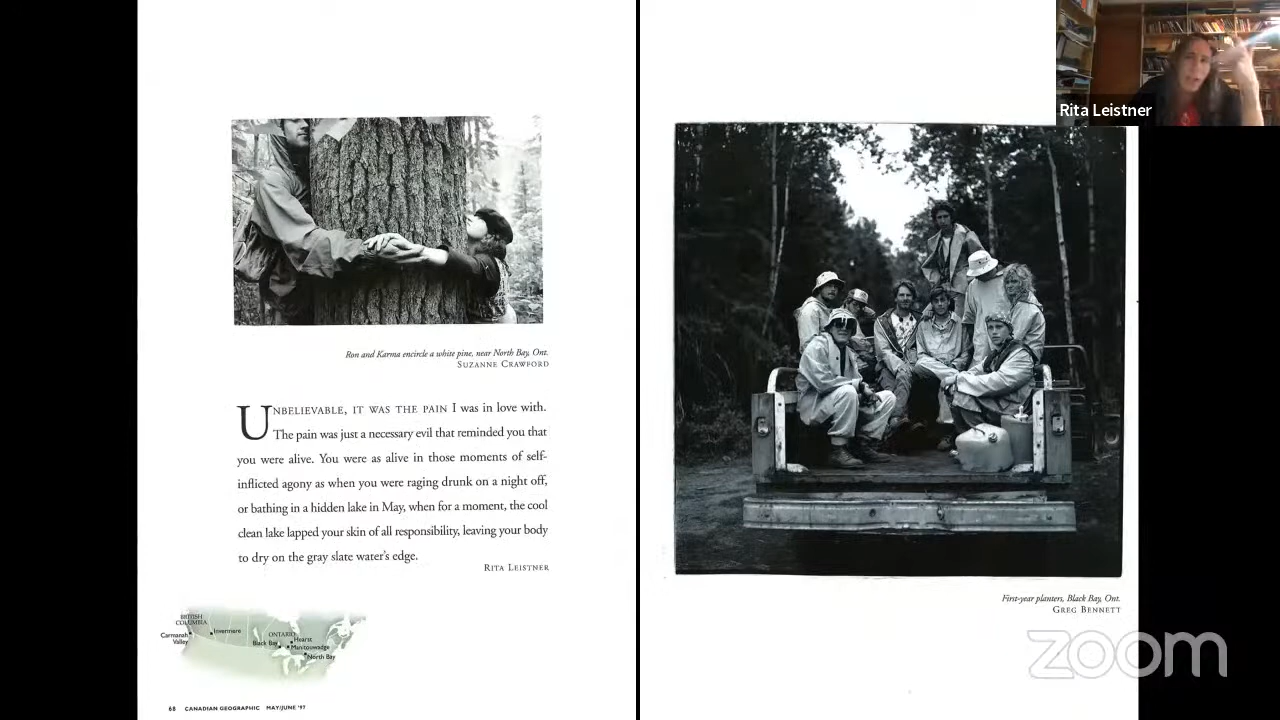 Rita Leistner
Ron and Karma encircle a white pine, near North Bay, Ont.
SUZANNE CRAWFORD
UNBELIEVABLE, IT WAS THE PAIN I was in love with.
The pain was just a necessary evil that reminded you that
you were alive. You were as alive in those moments of self-
inflicted agony as when you were raging drunk on a night off,
or bathing in a hidden lake in May, when for a moment, the cool
clean lake lapped your skin of all responsibility, leaving your body
to dry on the gray slate water's edge.
RITA LEISTNER
BRITISH
COLUMBIA
Carmanah
Valley
Invermere
ONTARIO
Black Bay
Hearst
Manitouwadge
North Bay
68 CANADIAN GEOGRAPHIC MAY/JUNE '97
First-year planters, Black Bay, Ont.
GREG BENNETT
zoom